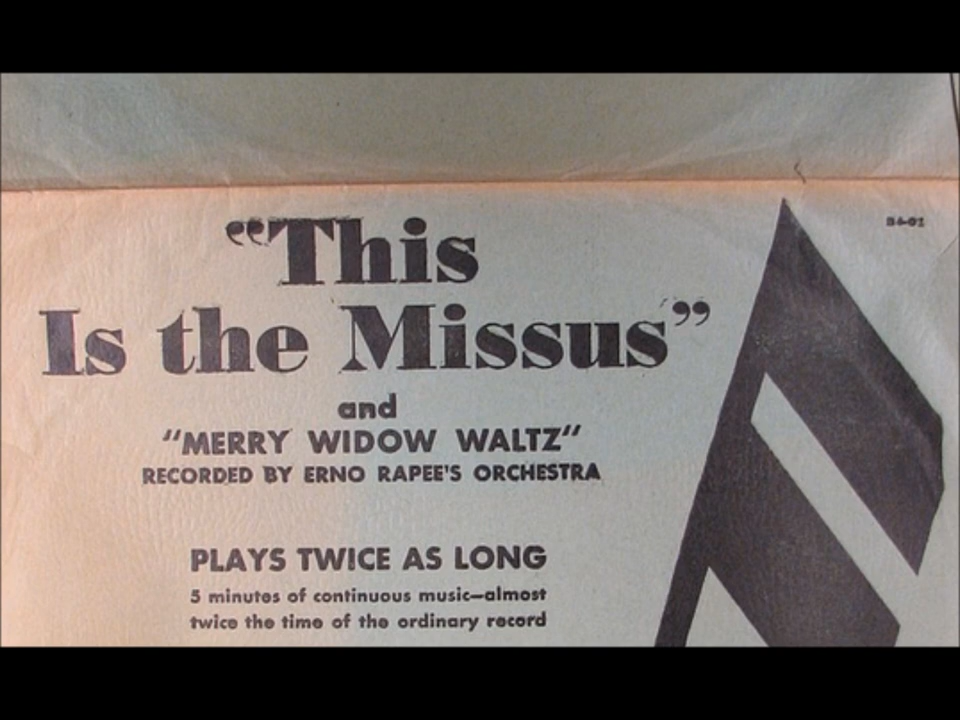 “This
Is the Missus”
and
"MERRY WIDOW WALTZ"
RECORDED BY ERNO RAPEE'S ORCHESTRA
PLAYS TWICE AS LONG
5 minutes of continuous music—almost
twice the time of the ordinary record